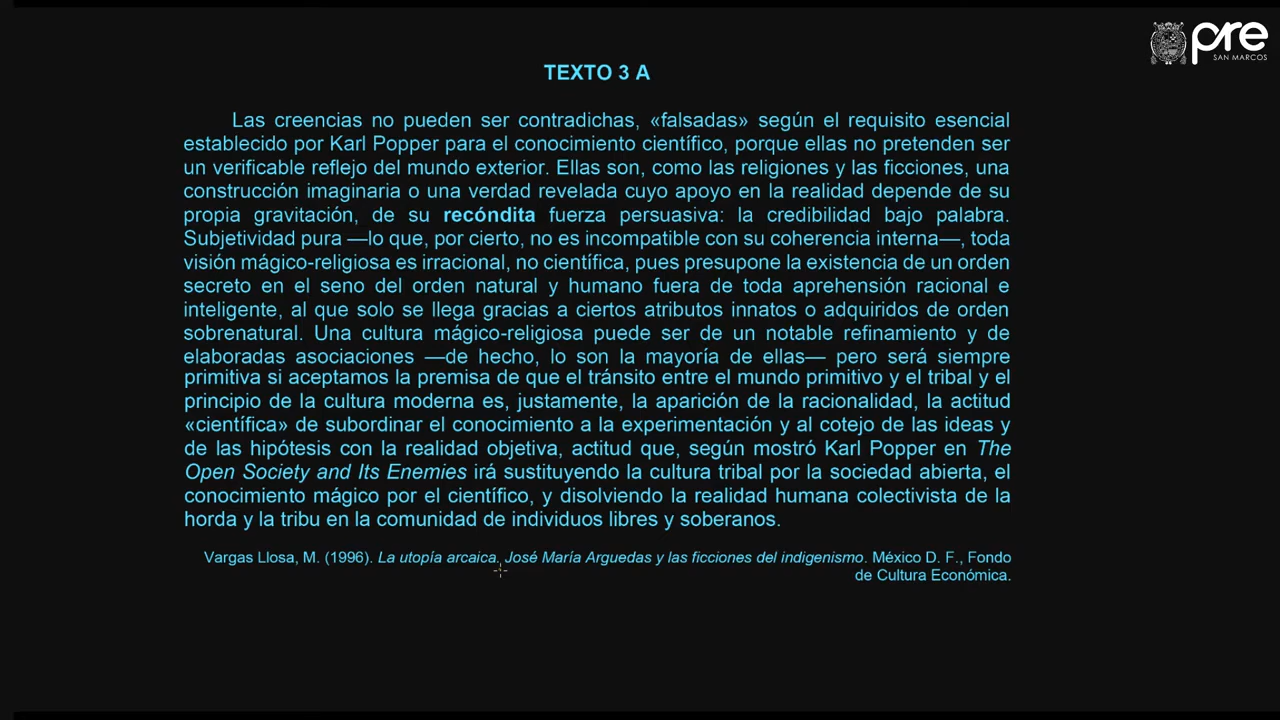 pre
SAN MARCOS
TEXTO 3 A
Las creencias no pueden ser contradichas, «falsadas» según el requisito esencial
establecido por Karl Popper para el conocimiento científico, porque ellas no pretenden ser
un verificable reflejo del mundo exterior. Ellas son, como las religiones y las ficciones, una
construcción imaginaria o una verdad revelada cuyo apoyo en la realidad depende de su
propia gravitación, de su recóndita fuerza persuasiva: la credibilidad bajo palabra.
Subjetividad pura —lo que, por cierto, no es incompatible con su coherencia interna—, toda
visión mágico-religiosa es irracional, no científica, pues presupone la existencia de un orden
secreto en el seno del orden natural y humano fuera de toda aprehensión racional e
inteligente, al que solo se llega gracias a ciertos atributos innatos o adquiridos de orden
sobrenatural. Una cultura mágico-religiosa puede ser de un notable refinamiento y de
elaboradas asociaciones —de hecho, lo son la mayoría de ellas— pero será siempre
primitiva si aceptamos la premisa de que el tránsito entre el mundo primitivo y el tribal y el
principio de la cultura moderna es, justamente, la aparición de la racionalidad, la actitud
«científica» de subordinar el conocimiento a la experimentación y al cotejo de las ideas y
de las hipótesis con la realidad objetiva, actitud que, según mostró Karl Popper en The
Open Society and Its Enemies irá sustituyendo la cultura tribal por la sociedad abierta, el
conocimiento mágico por el científico, y disolviendo la realidad humana colectivista de la
horda y la tribu en la comunidad de individuos libres y soberanos.
Vargas Llosa, M. (1996). La utopía arcaica. José María Arguedas y las ficciones del indigenismo. México D. F., Fondo
de Cultura Económica.